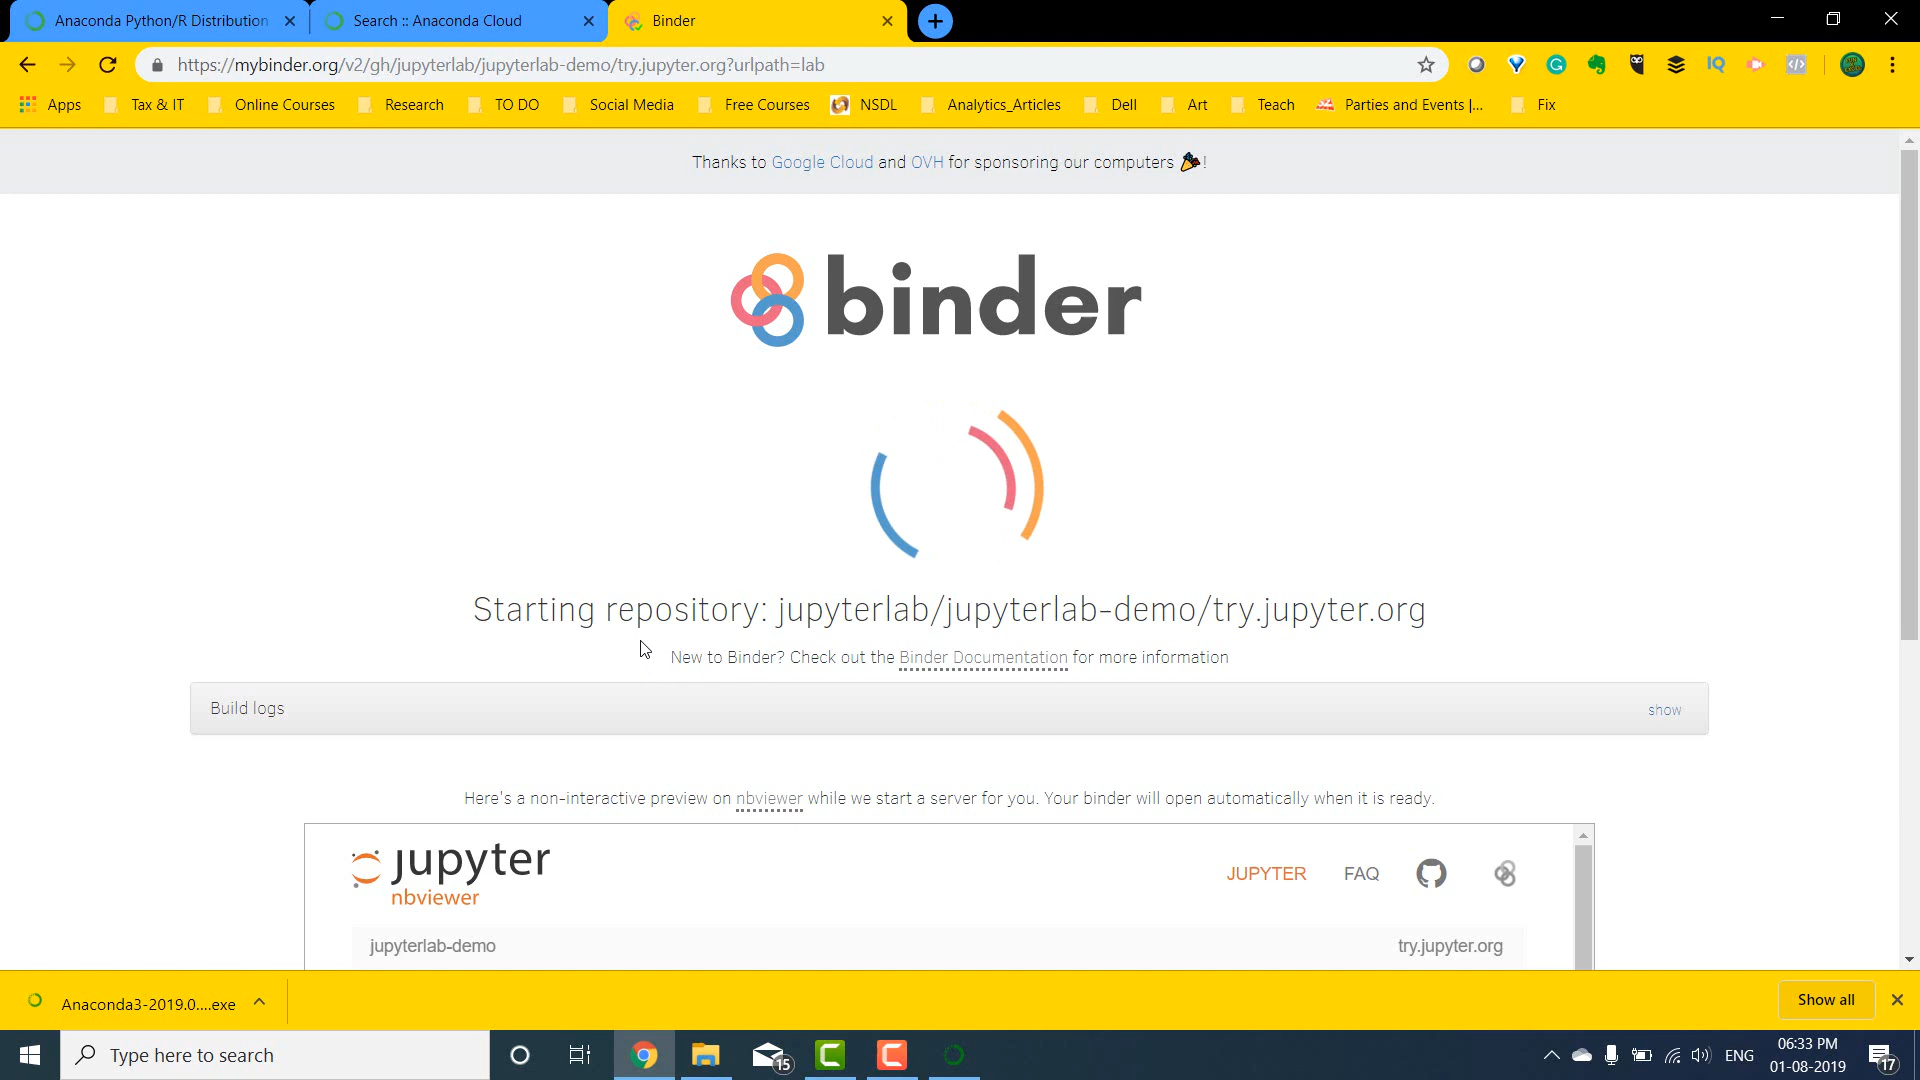 Anaconda Python/R Distribution
Search :: Anaconda Cloud
Binder
https://mybinder.org/v2/gh/jupyterlab/jupyterlab-demo/try.jupyter.org?urlpath=lab
Apps Tax & IT Online Courses Research TO DO Social Media Free Courses NSDL Analytics_Articles Dell Art Teach Parties and Events |... Fix
Thanks to Google Cloud and OVH for sponsoring our computers 🎉!
binder
Starting repository: jupyterlab/jupyterlab-demo/try.jupyter.org
New to Binder? Check out the Binder Documentation for more information
Build logs show
Here's a non-interactive preview on nbviewer while we start a server for you. Your binder will open automatically when it is ready.
jupyter
nbviewer
JUPYTER FAQ
jupyterlab-demo try.jupyter.org
Anaconda3-2019.0....exe Show all
Type here to search
15
ENG
06:33 PM
01-08-2019
17